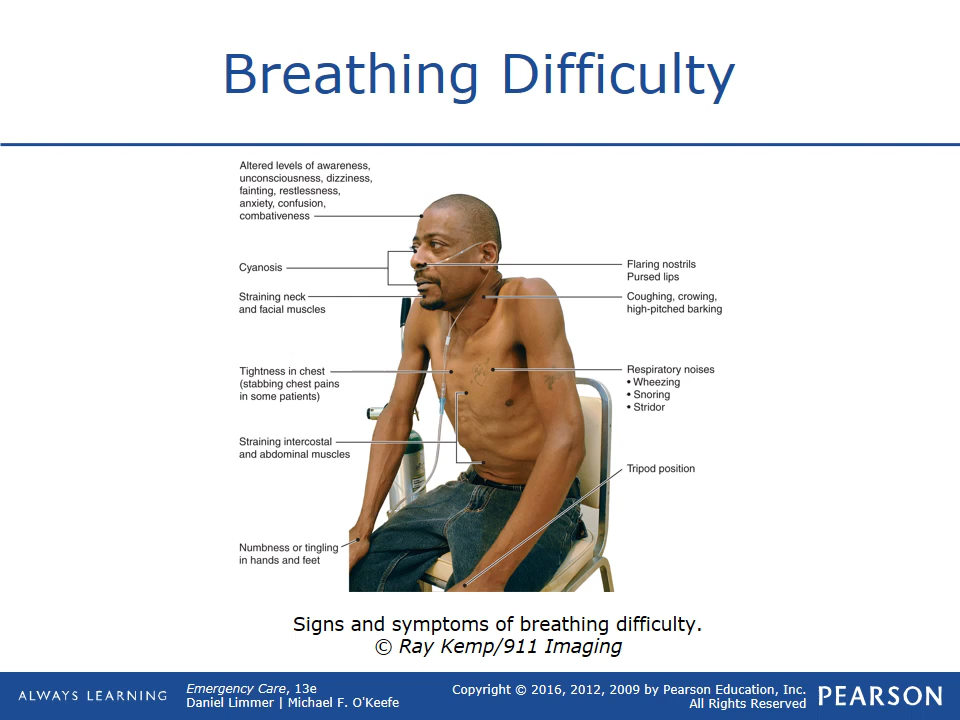 Breathing Difficulty
Altered levels of awareness,
unconsciousness, dizziness,
fainting, restlessness,
anxiety, confusion,
combativeness
Cyanosis
Straining neck
and facial muscles
Tightness in chest
(stabbing chest pains
in some patients)
Straining intercostal
and abdominal muscles
Numbness or tingling
in hands and feet
Flaring nostrils
Pursed lips
Coughing, crowing,
high-pitched barking
Respiratory noises
• Wheezing
• Snoring
• Stridor
Tripod position
Signs and symptoms of breathing difficulty.
© Ray Kemp/911 Imaging
ALWAYS LEARNING
Emergency Care, 13e
Daniel Limmer | Michael F. O'Keefe
Copyright © 2016, 2012, 2009 by Pearson Education, Inc.
All Rights Reserved
PEARSON